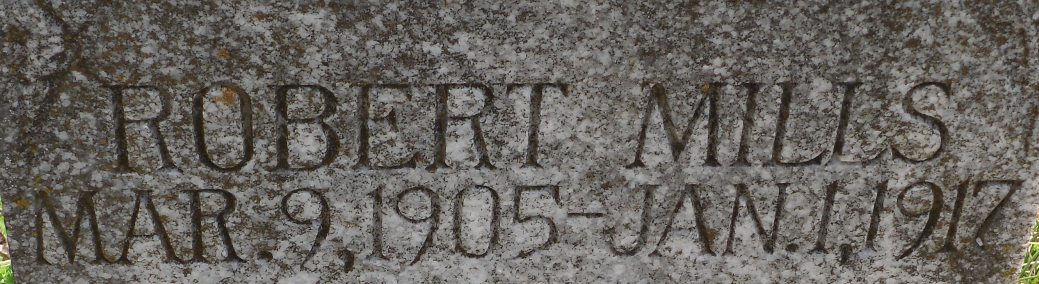 ROBERT MILLS
MAR. 9, 1905 - JAN. 1, 1917